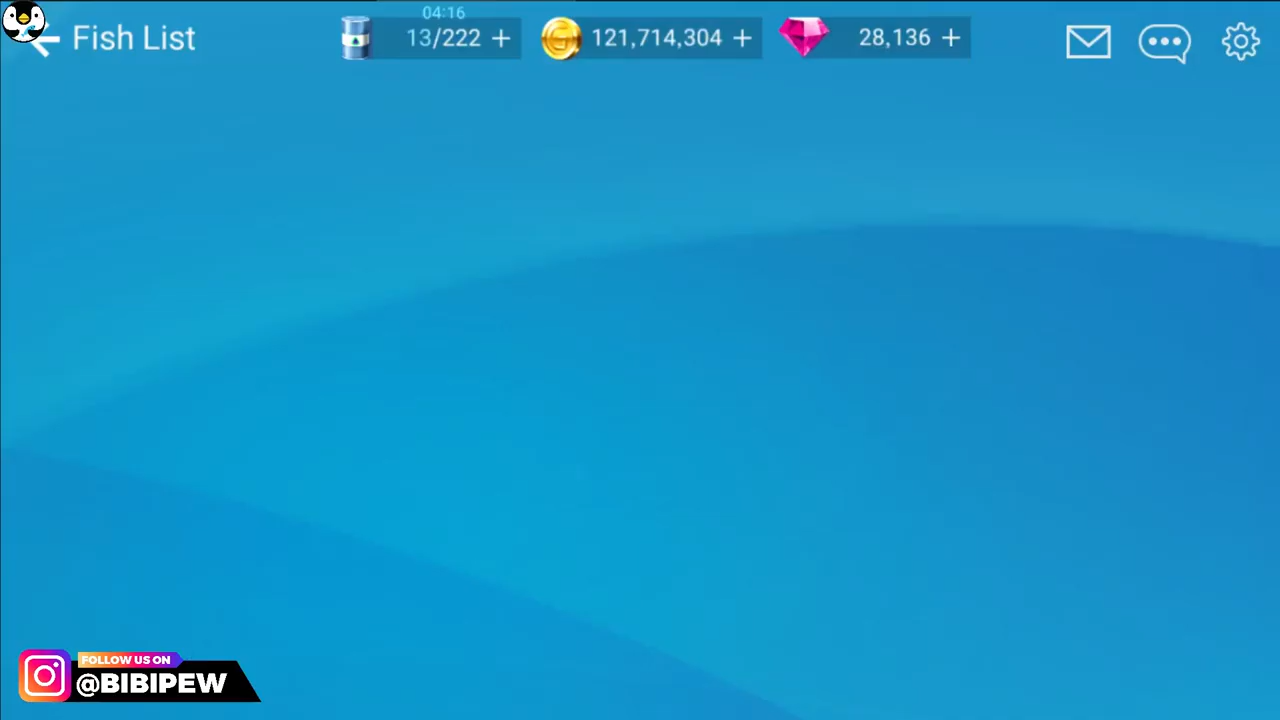 04:16
Fish List
13/222 +
121,714,304 +
28,136 +
FOLLOW US ON
@BIBIPEW